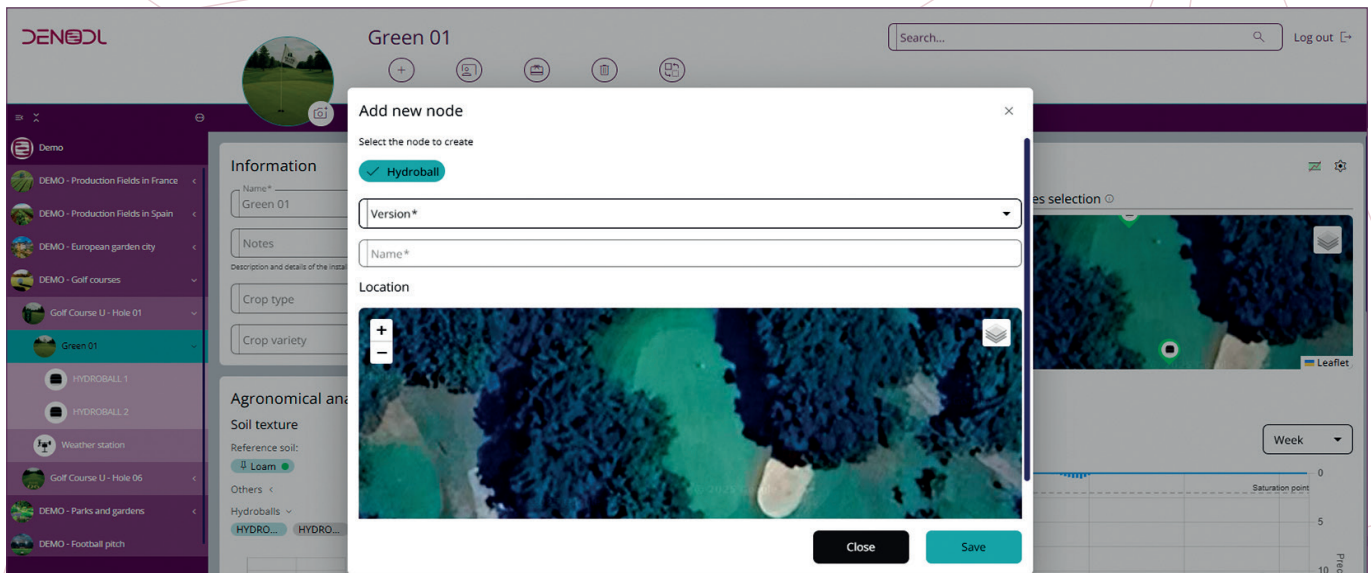 DENODL
Green 01
Search...
Log out
Demo
DEMO - Production Fields in France
DEMO - Production Fields in Spain
DEMO - European garden city
DEMO - Golf courses
Golf Course U - Hole 01
Green 01
HYDROBALL 1
HYDROBALL 2
Weather station
Golf Course U - Hole 06
DEMO - Parks and gardens
DEMO - Football pitch
Information
Name*
Green 01
Notes
Description and details of the instal
Crop type
Crop variety
Agronomical ana
Soil texture
Reference soil:
Loam
Others
Hydroballs
HYDRO... HYDRO...
Add new node
Select the node to create
Hydroball
Version*
Name*
Location
+
−
Close
Save
es selection
Leaflet
Week
0
Saturation point
5
10
Prec